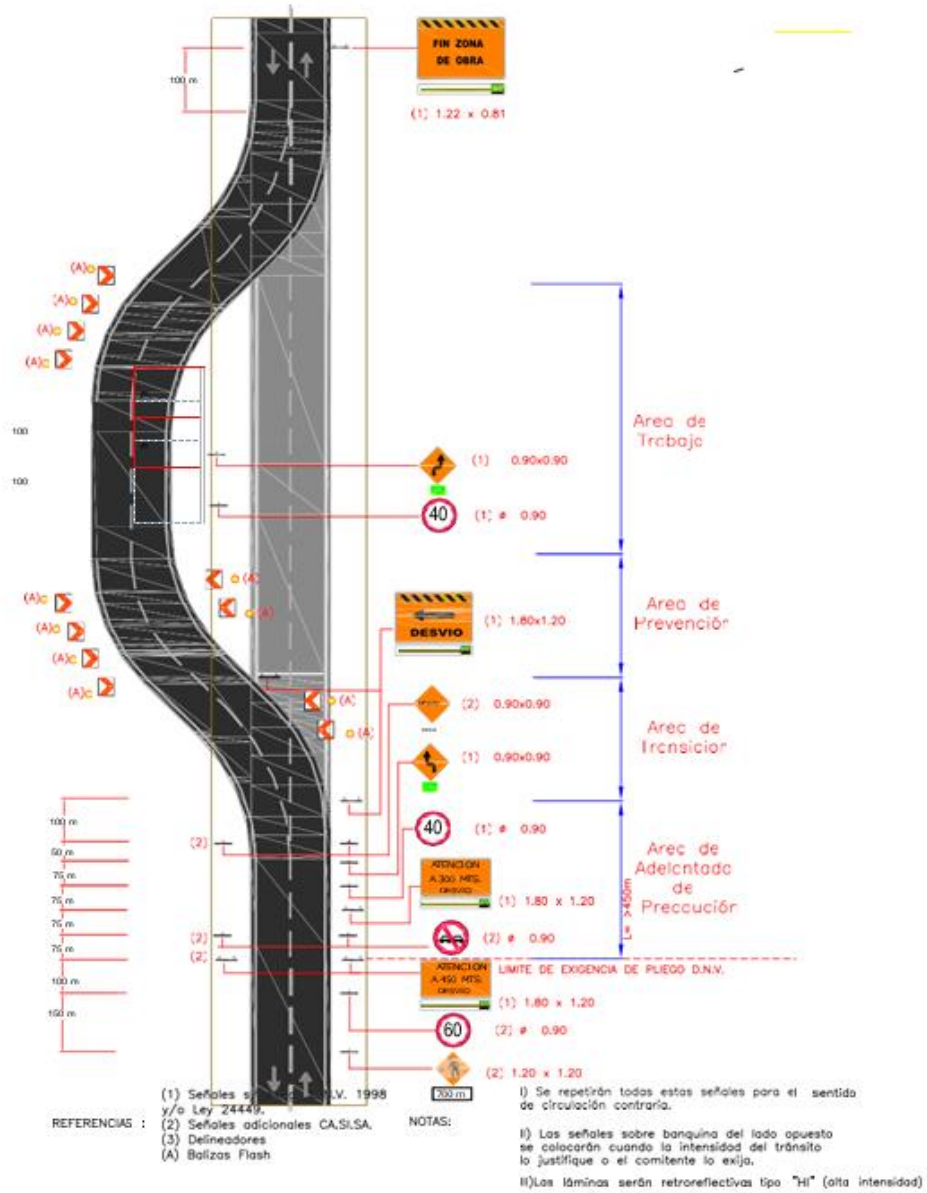 FIN ZONA
DE OBRA
100 m
(1) 1.22 x 0.81
(A)
(A)
(A)
(A)
100
100
Area de
Trabajo
(1) 0.90x0.90
40
(1) ø 0.90
(A)
(A)
(A)
(A)
(A)
(A)
DESVIO
(1) 1.80x1.20
Area de
Prevención
(A)
(A)
(2) 0.90x0.90
(1) 0.90x0.90
Area de
Transicion
100 m
50 m
75 m
75 m
75 m
75 m
100 m
150 m
(2)
(2)
(2)
40
(1) ø 0.90
ATENCION
A 300 MTS.
DESVIO
(1) 1.80 x 1.20
Area de
Adelantada
de
Precaución
L= >450m
(2) ø 0.90
ATENCION
A 450 MTS.
DESVIO
LIMITE DE EXIGENCIA DE PLIEGO D.N.V.
(1) 1.80 x 1.20
60
(2) ø 0.90
(2) 1.20 x 1.20
700 m
REFERENCIAS :
(1) Señales N.V. 1998
y/o Ley 24449.
(2) Señales adicionales CA.SI.SA.
(3) Delineadores
(A) Balizas Flash
NOTAS:
I) Se repetirán todas estas señales para el sentido
de circulación contraria.
II) Las señales sobre banquina del lado opuesto
se colocarán cuando la intensidad del tránsito
lo justifique o el comitente lo exija.
III)Las láminas serán retroreflectivas tipo "HI" (alta intensidad)